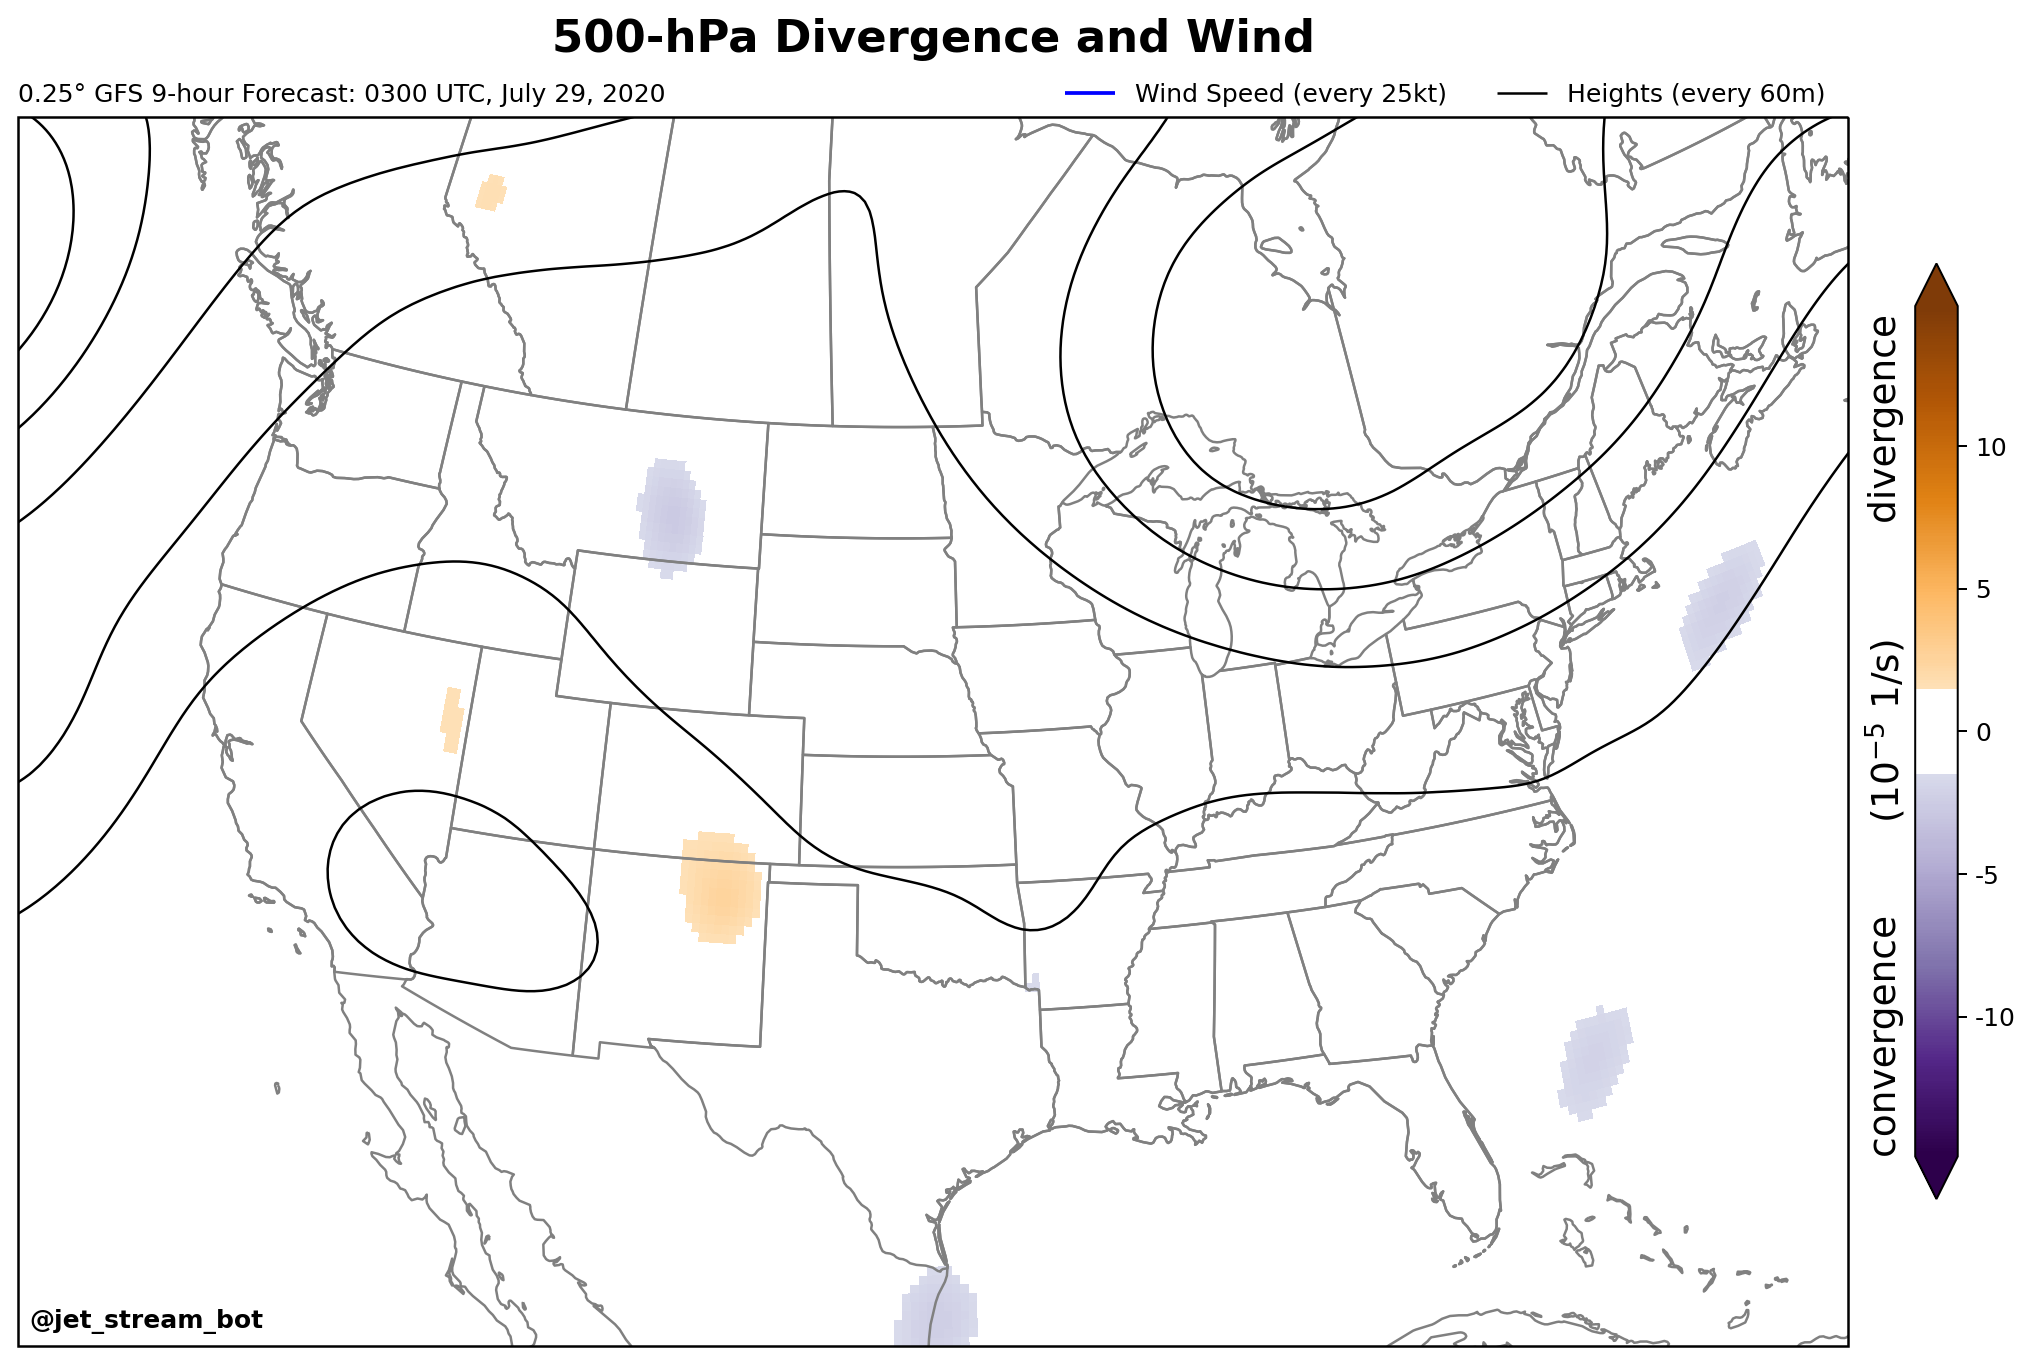 500-hPa Divergence and Wind
0.25° GFS 9-hour Forecast: 0300 UTC, July 29, 2020
Wind Speed (every 25kt)
Heights (every 60m)
convergence (10⁻⁵ 1/s) divergence
10
5
0
-5
-10
@jet_stream_bot